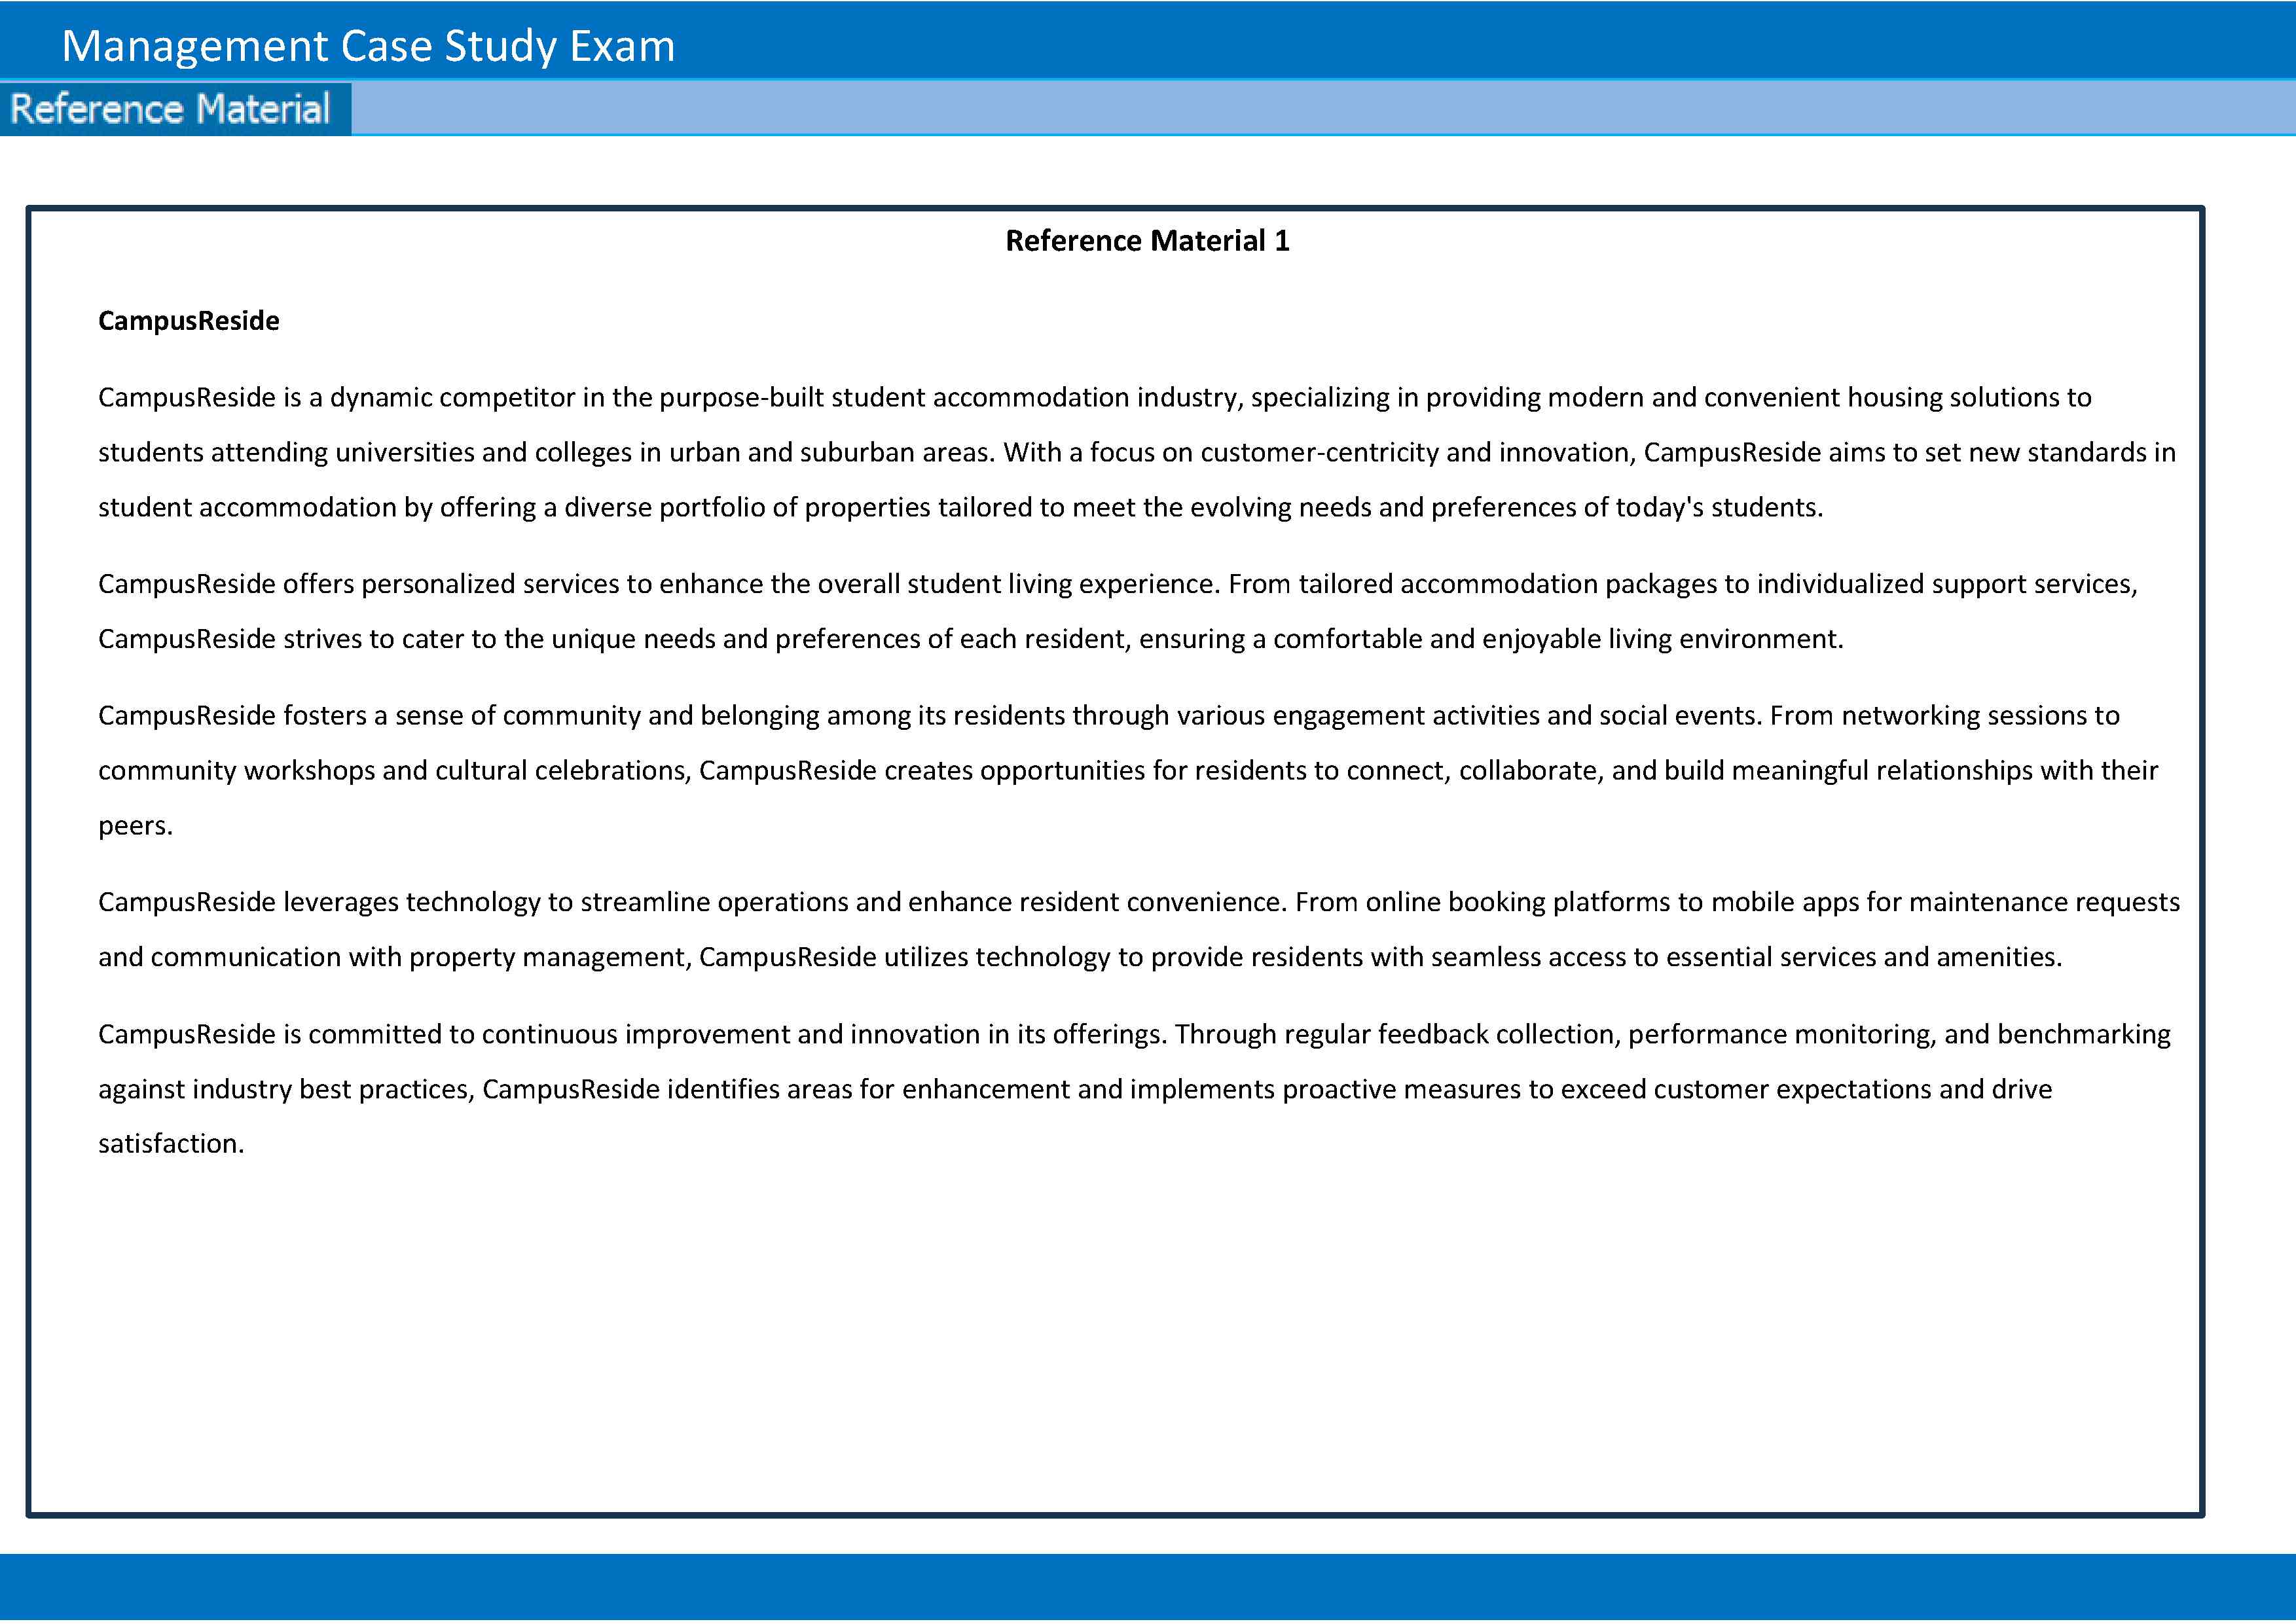 Management Case Study Exam
Reference Material
Reference Material 1
CampusReside
CampusReside is a dynamic competitor in the purpose-built student accommodation industry, specializing in providing modern and convenient housing solutions to
students attending universities and colleges in urban and suburban areas. With a focus on customer-centricity and innovation, CampusReside aims to set new standards in
student accommodation by offering a diverse portfolio of properties tailored to meet the evolving needs and preferences of today's students.
CampusReside offers personalized services to enhance the overall student living experience. From tailored accommodation packages to individualized support services,
CampusReside strives to cater to the unique needs and preferences of each resident, ensuring a comfortable and enjoyable living environment.
CampusReside fosters a sense of community and belonging among its residents through various engagement activities and social events. From networking sessions to
community workshops and cultural celebrations, CampusReside creates opportunities for residents to connect, collaborate, and build meaningful relationships with their
peers.
CampusReside leverages technology to streamline operations and enhance resident convenience. From online booking platforms to mobile apps for maintenance requests
and communication with property management, CampusReside utilizes technology to provide residents with seamless access to essential services and amenities.
CampusReside is committed to continuous improvement and innovation in its offerings. Through regular feedback collection, performance monitoring, and benchmarking
against industry best practices, CampusReside identifies areas for enhancement and implements proactive measures to exceed customer expectations and drive
satisfaction.